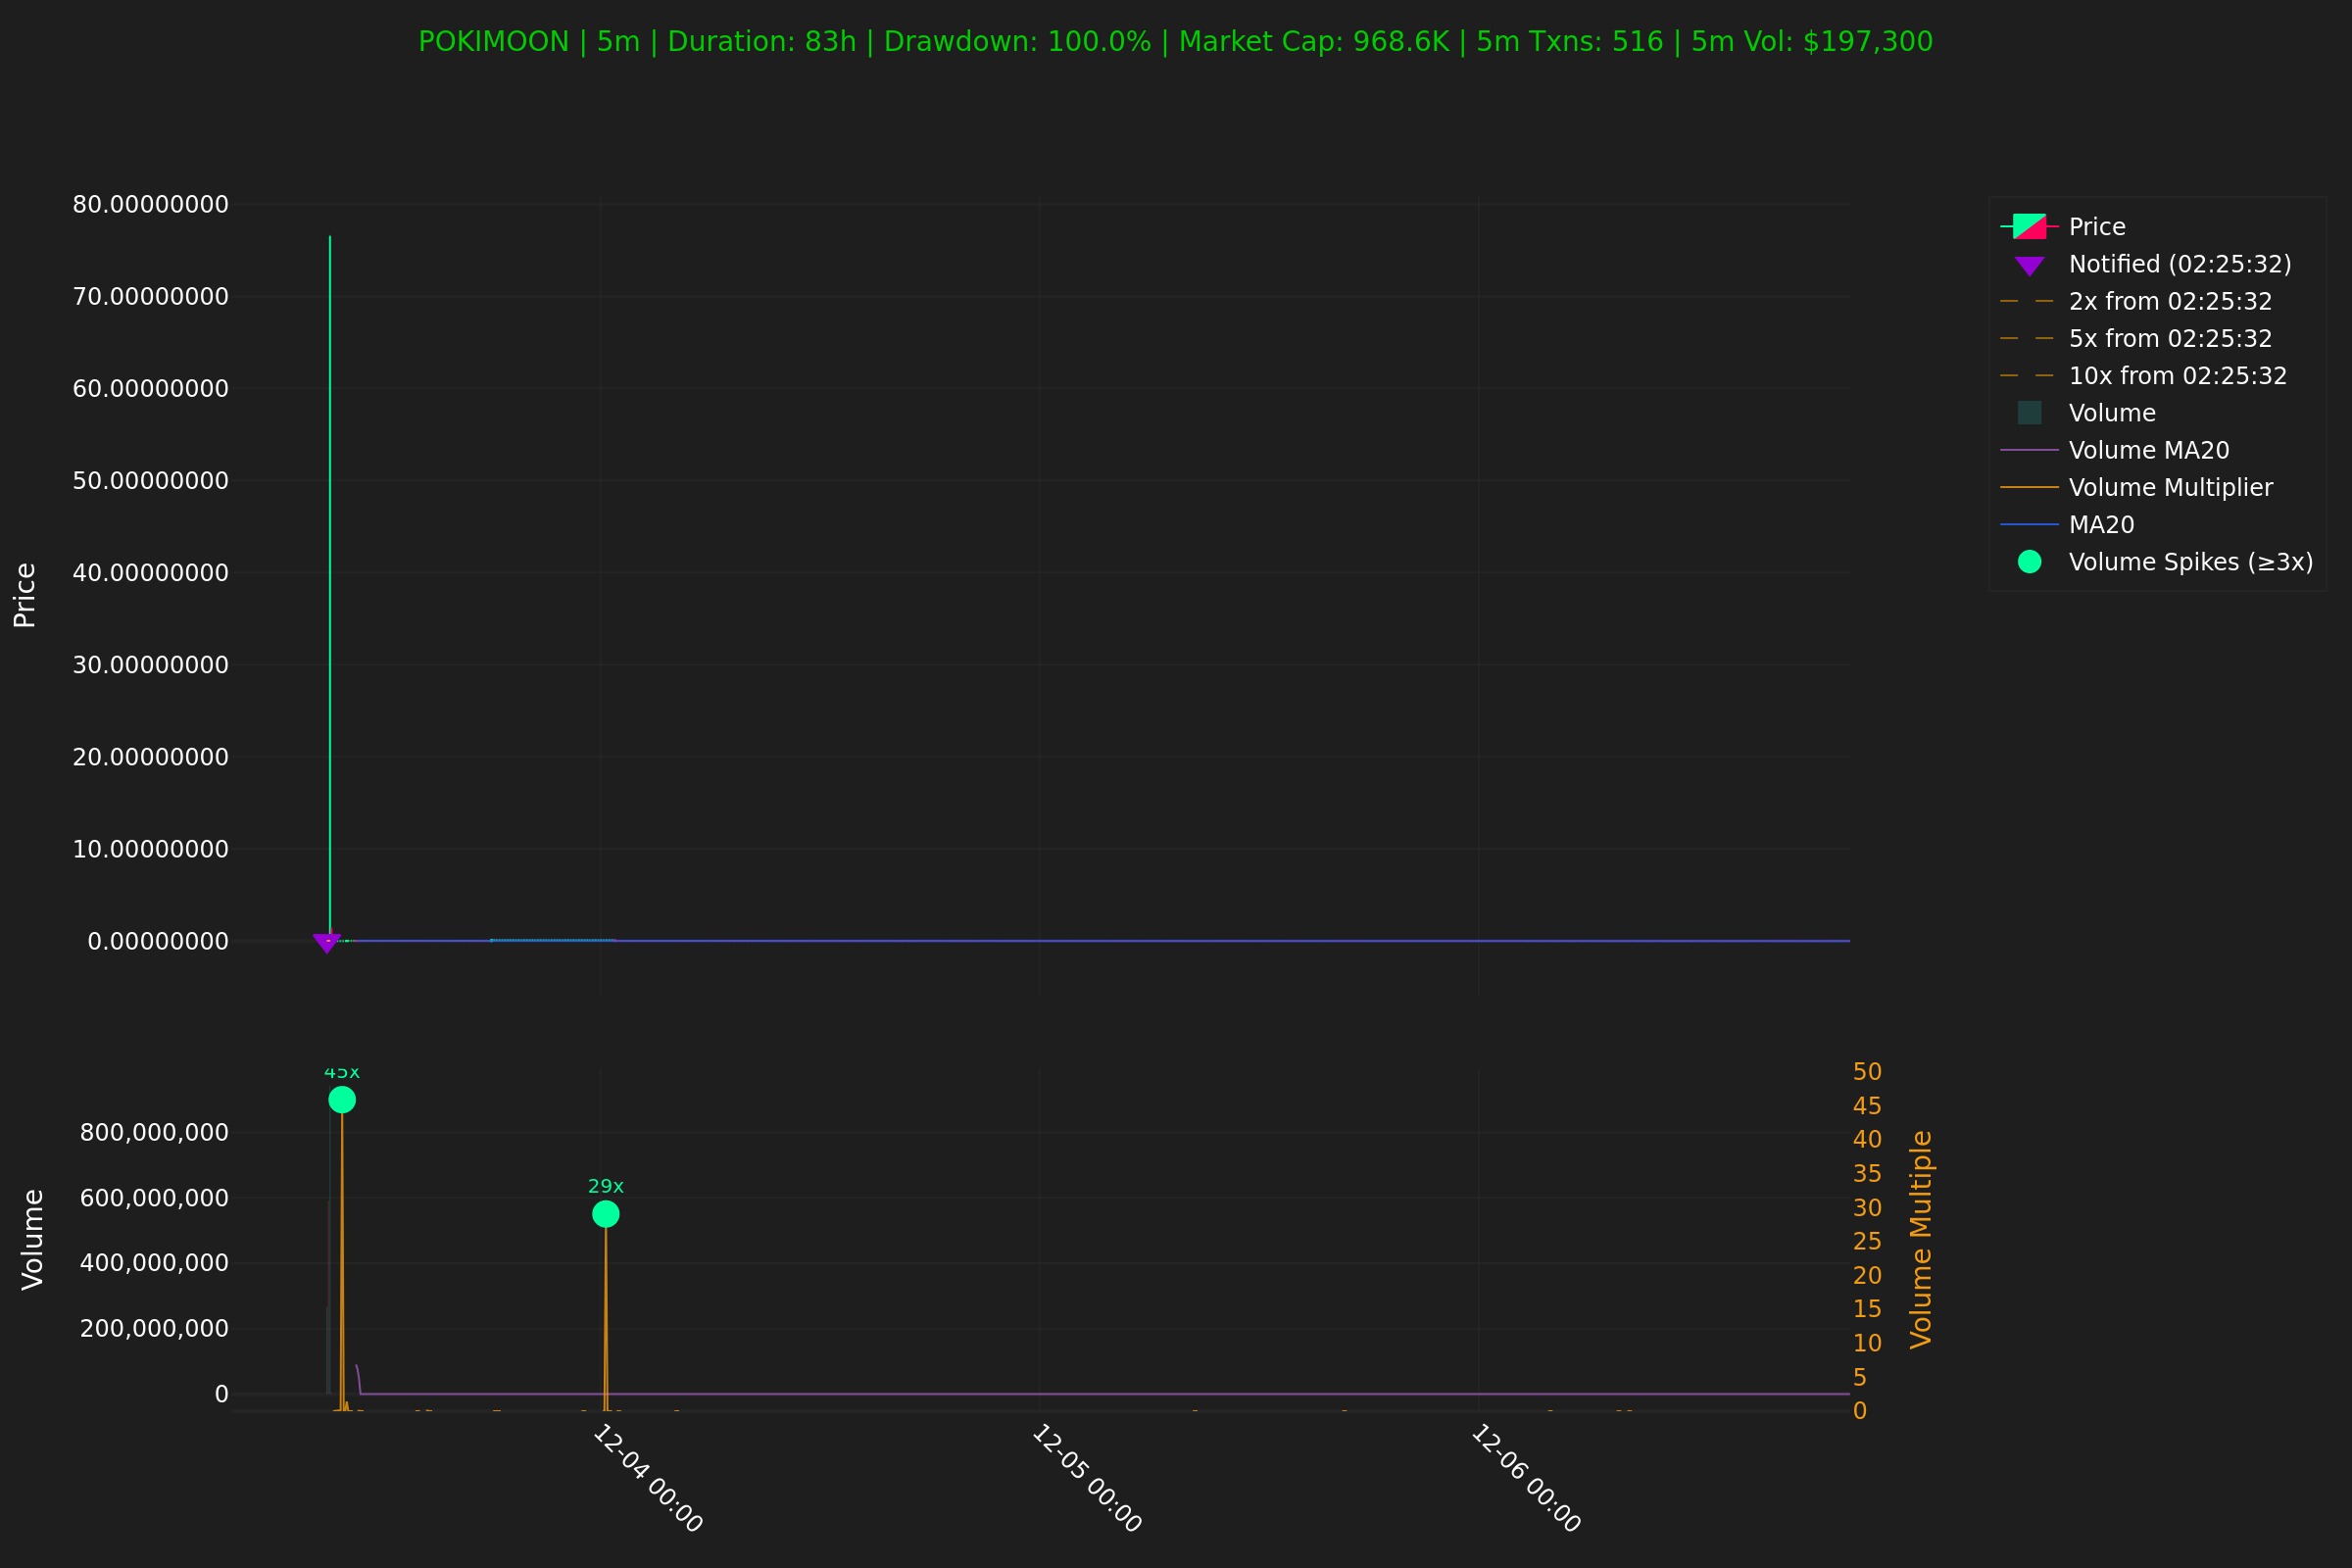 POKIMOON | 5m | Duration: 83h | Drawdown: 100.0% | Market Cap: 968.6K | 5m Txns: 516 | 5m Vol: $197,300
Price
80.00000000
70.00000000
60.00000000
50.00000000
40.00000000
30.00000000
20.00000000
10.00000000
0.00000000
Price
Notified (02:25:32)
2x from 02:25:32
5x from 02:25:32
10x from 02:25:32
Volume
Volume MA20
Volume Multiplier
MA20
Volume Spikes (≥3x)
Volume
800,000,000
600,000,000
400,000,000
200,000,000
0
45x
29x
50
45
40
35
30
25
20
15
10
5
0
Volume Multiple
12-04 00:00
12-05 00:00
12-06 00:00